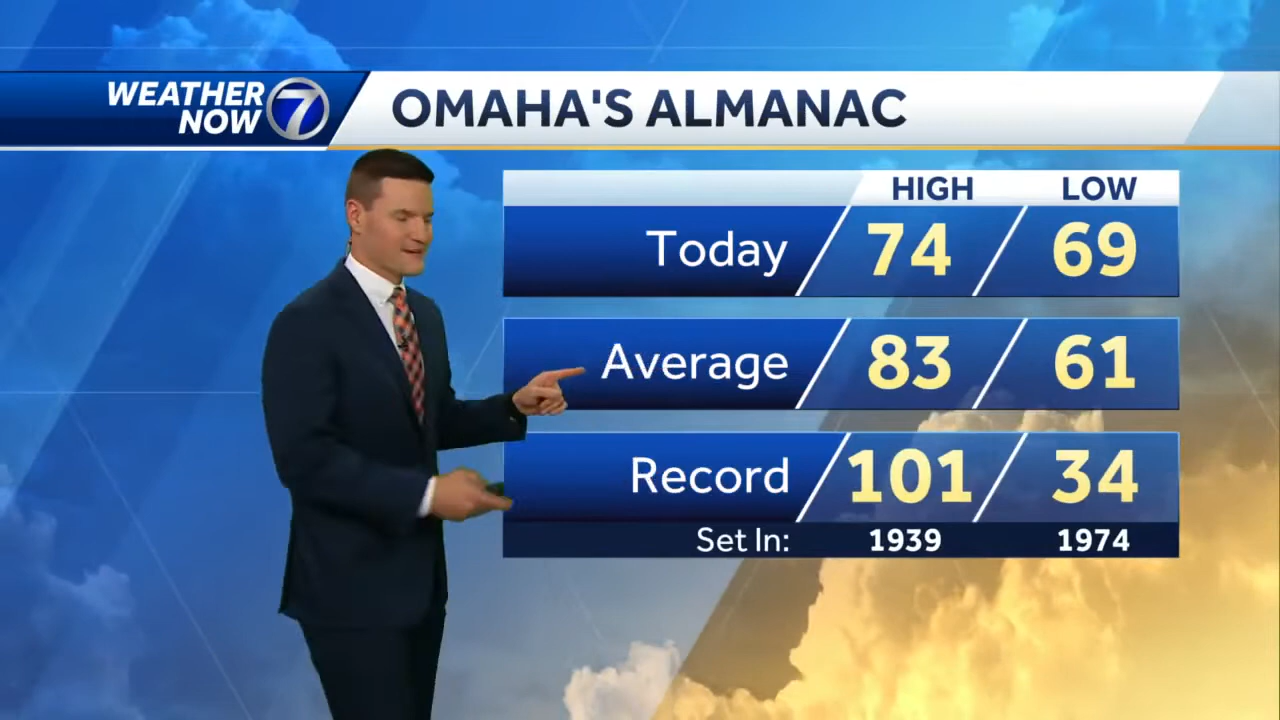 WEATHER NOW 7
OMAHA'S ALMANAC
HIGH LOW
Today 74 69
Average 83 61
Record 101 34
Set In: 1939 1974